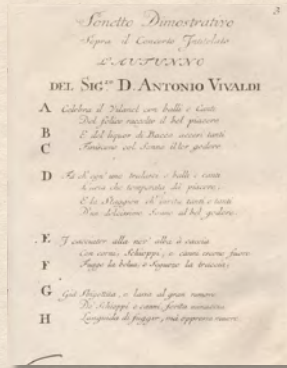 3
Sonetto Dimostrativo
Sopra il Concerto Intitolato
L'AUTUNNO
DEL SIG.RE D. ANTONIO VIVALDI
A Celebra il Vilanel con balli e Canti
Del felice raccolto il bel piacere
B E del liquor di Bacco accesi tanti
C Finiscono col Sonno il lor godere
D Fà ch' ogn' uno tralasci e balli e canti
L'aria che temperata dà piacere,
E la Staggion ch' invita tanti e tanti
D'un dolcissimo Sonno al bel godere.
E I cacciator alla nov' alba à caccia
Con corni, Schioppi, e canni escono fuore
F Fugge la belua, e Seguono la traccia;
G Già Sbigottita, e lassa al gran rumore
De' Schioppi e canni, ferita minaccia
H Languida di fuggir, mà oppressa muore.